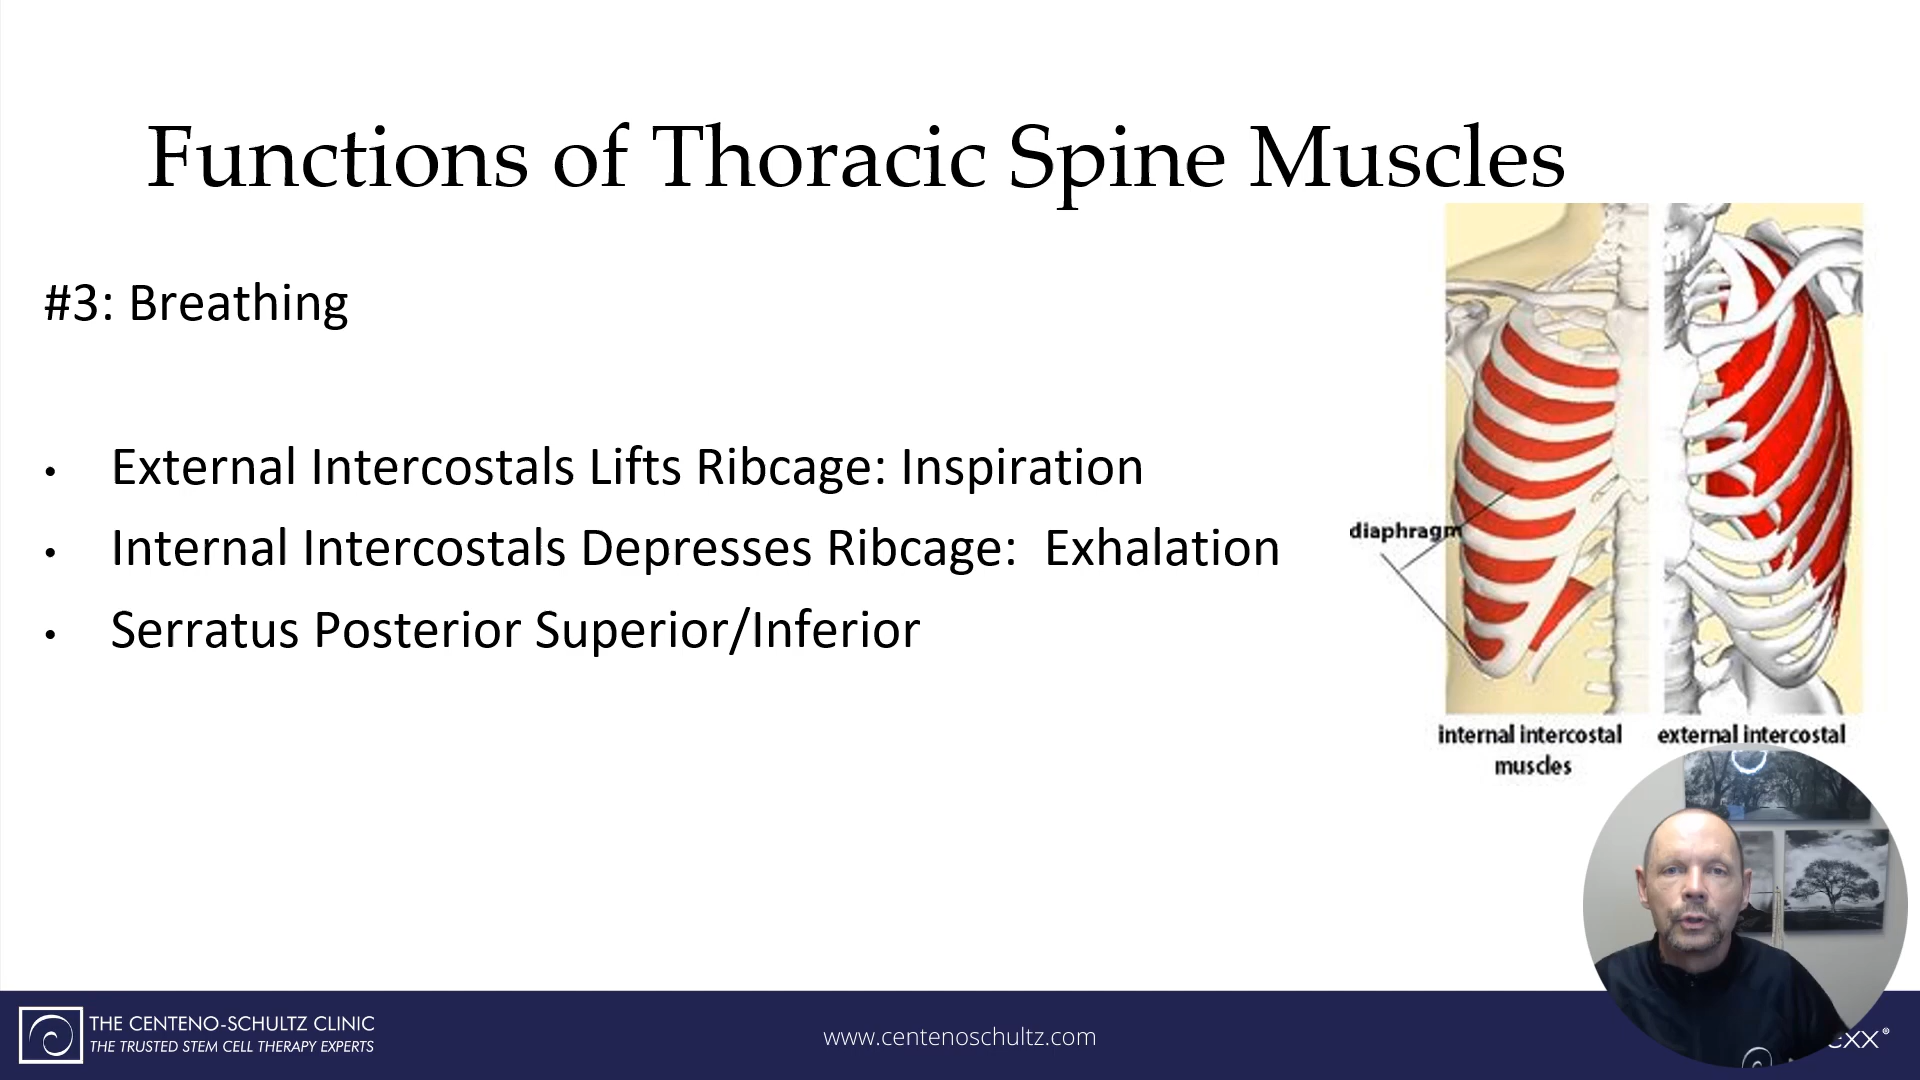 Functions of Thoracic Spine Muscles
#3: Breathing
• External Intercostals Lifts Ribcage: Inspiration
• Internal Intercostals Depresses Ribcage: Exhalation
• Serratus Posterior Superior/Inferior
diaphragm
internal intercostal
muscles
external intercostal
THE CENTENO-SCHULTZ CLINIC
THE TRUSTED STEM CELL THERAPY EXPERTS
www.centenoschultz.com
exx®